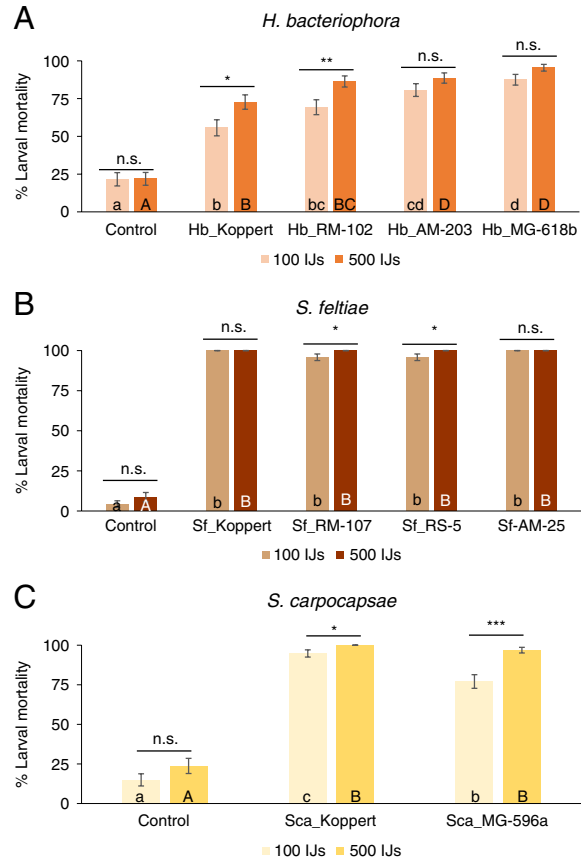 A
H. bacteriophora
% Larval mortality
100
75
50
25
0
n.s.
*
**
n.s.
n.s.
a A b B bc BC cd D d D
Control Hb_Koppert Hb_RM-102 Hb_AM-203 Hb_MG-618b
100 IJs 500 IJs
B
S. feltiae
% Larval mortality
100
75
50
25
0
n.s.
n.s.
*
*
n.s.
a A b B b B b B b B
Control Sf_Koppert Sf_RM-107 Sf_RS-5 Sf-AM-25
100 IJs 500 IJs
C
S. carpocapsae
% Larval mortality
100
75
50
25
0
n.s.
*
***
a A c B b B
Control Sca_Koppert Sca_MG-596a
100 IJs 500 IJs